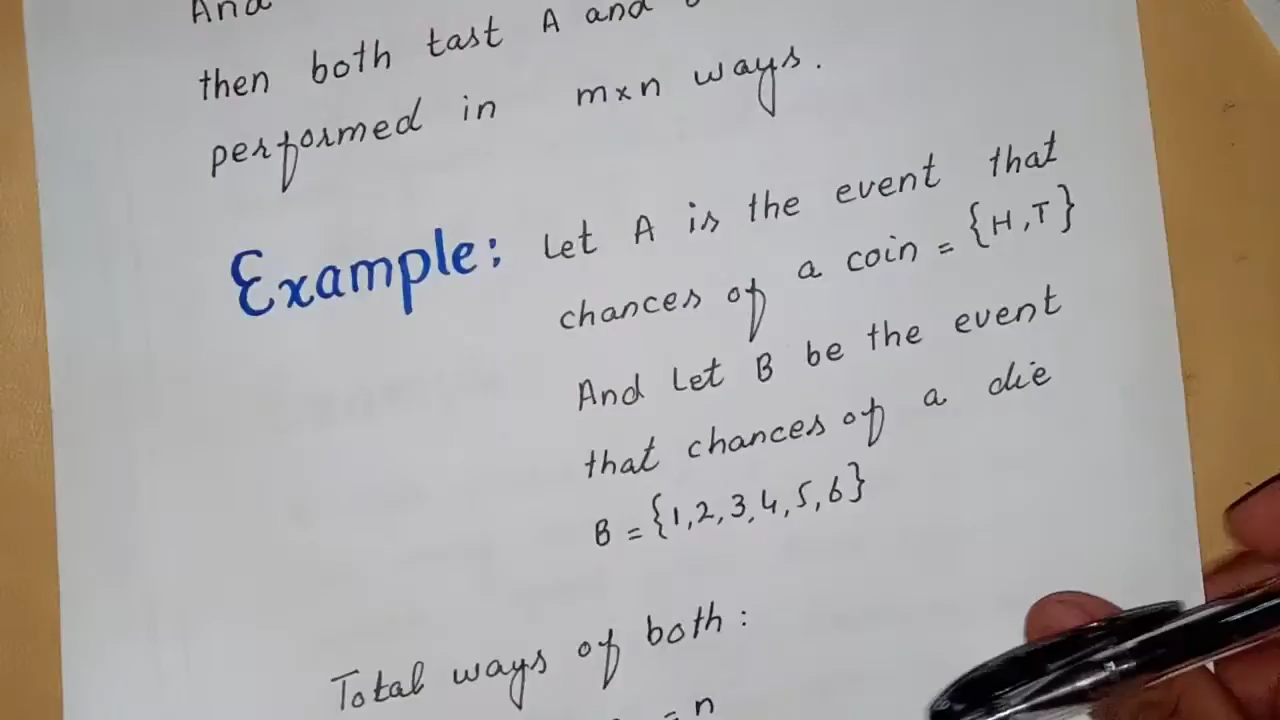 And
then both tast A and
performed in m×n ways.
Example: Let A is the event that
chances of a coin = {H,T}
And Let B be the event
that chances of a die
B = {1,2,3,4,5,6}
Total ways of both:
= n